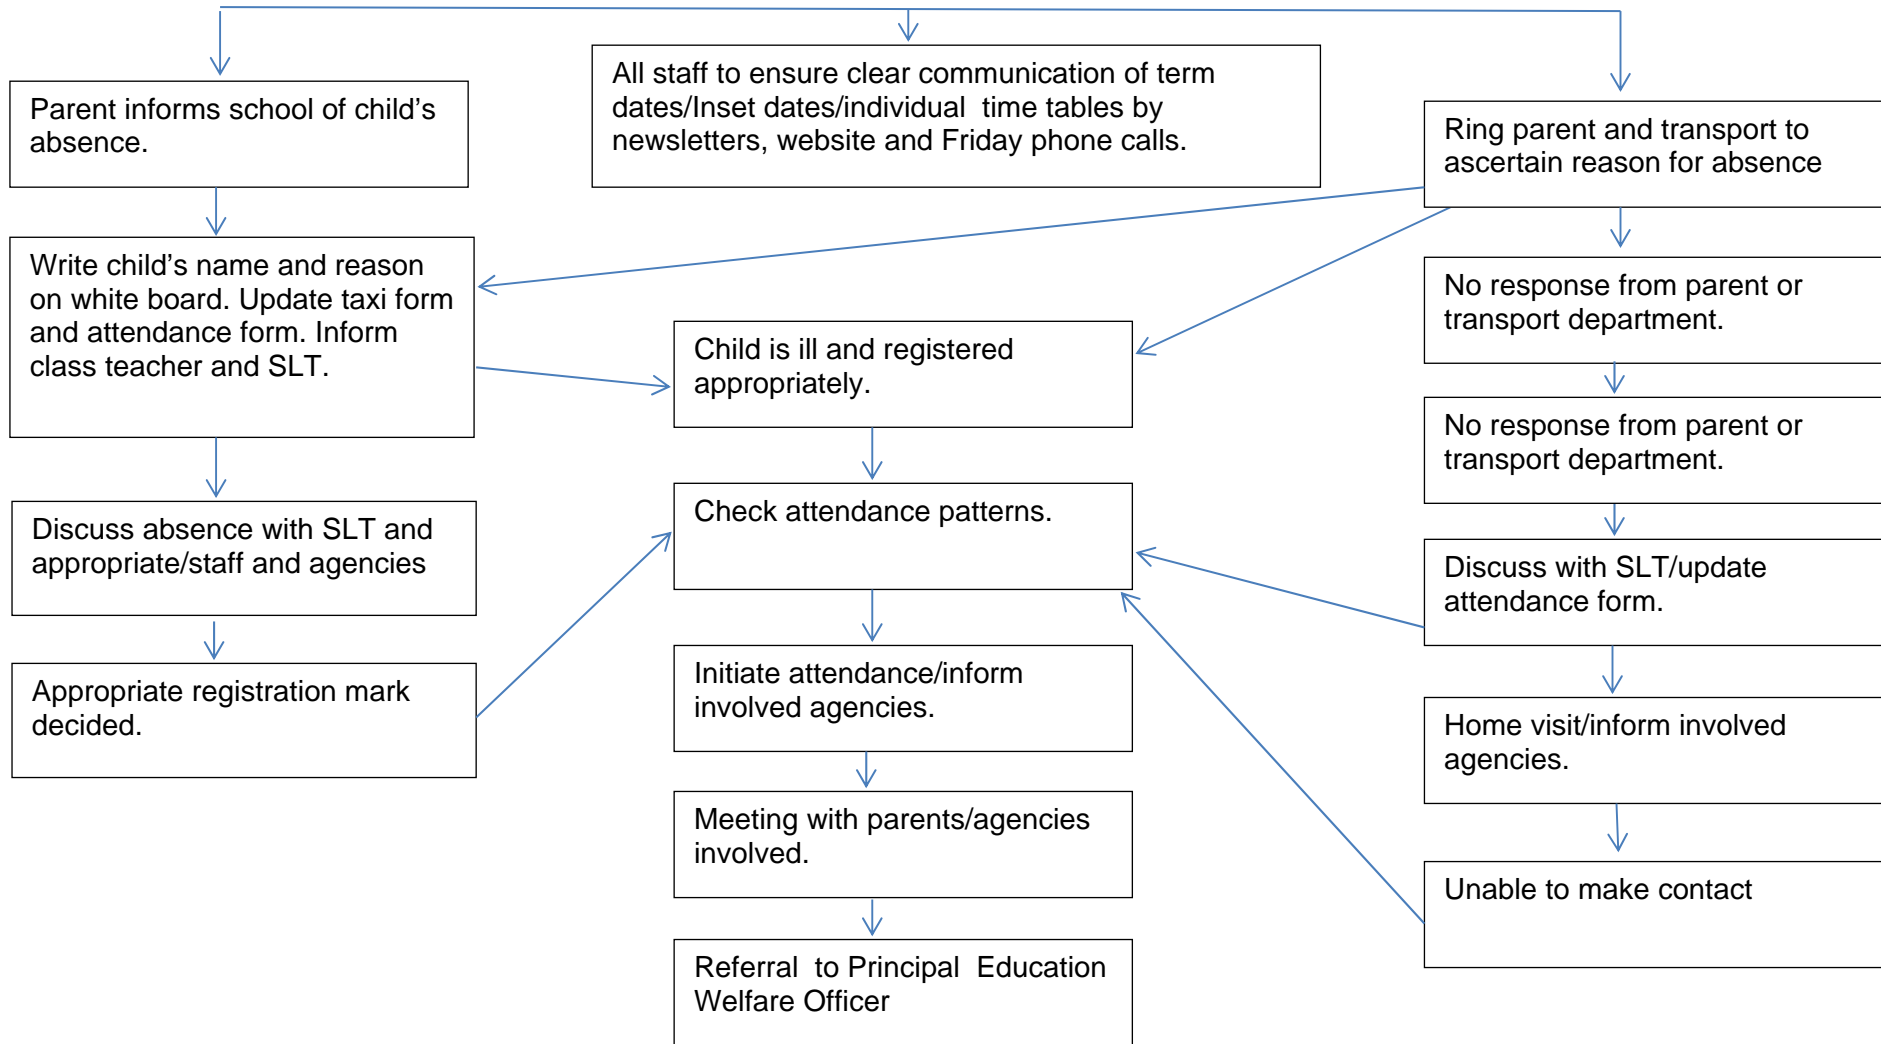 Parent informs school of child’s
absence.
All staff to ensure clear communication of term
dates/Inset dates/individual  time tables by
newsletters, website and Friday phone calls.
Ring parent and transport to
ascertain reason for absence
Write child’s name and reason
on white board. Update taxi form
and attendance form. Inform
class teacher and SLT.
Child is ill and registered
appropriately.
No response from parent or
transport department.
No response from parent or
transport department.
Discuss absence with SLT and
appropriate/staff and agencies
Check attendance patterns.
Discuss with SLT/update
attendance form.
Appropriate registration mark
decided.
Initiate attendance/inform
involved agencies.
Home visit/inform involved
agencies.
Meeting with parents/agencies
involved.
Unable to make contact
Referral  to Principal  Education
Welfare Officer